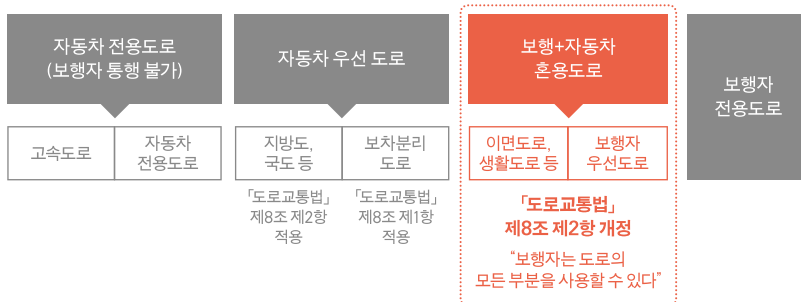 자동차 전용도로
(보행자 통행 불가)
고속도로
자동차
전용도로
자동차 우선 도로
지방도,
국도 등
「도로교통법」
제8조 제2항
적용
보차분리
도로
「도로교통법」
제8조 제1항
적용
보행+자동차
혼용도로
이면도로,
생활도로 등
보행자
우선도로
「도로교통법」
제8조 제2항 개정
“보행자는 도로의
모든 부분을 사용할 수 있다”
보행자
전용도로